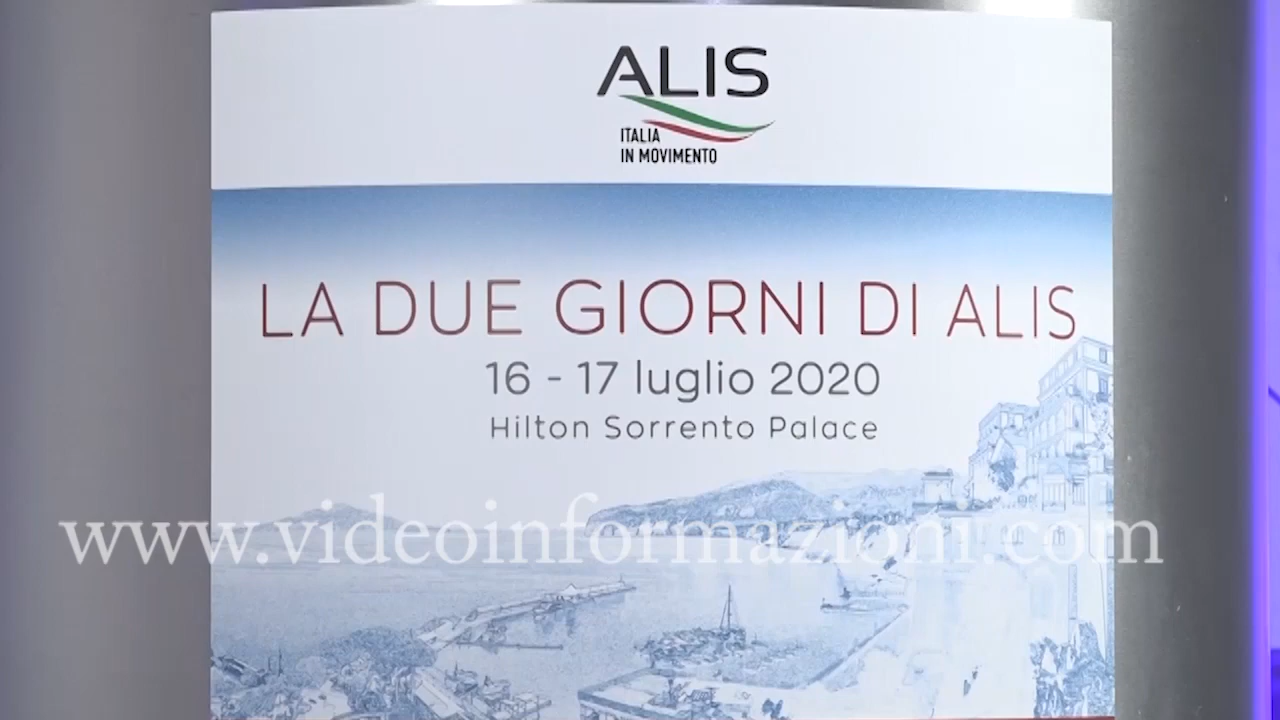 ALIS
ITALIA
IN MOVIMENTO
LA DUE GIORNI DI ALIS
16 - 17 luglio 2020
Hilton Sorrento Palace
www.videoinformazioni.com